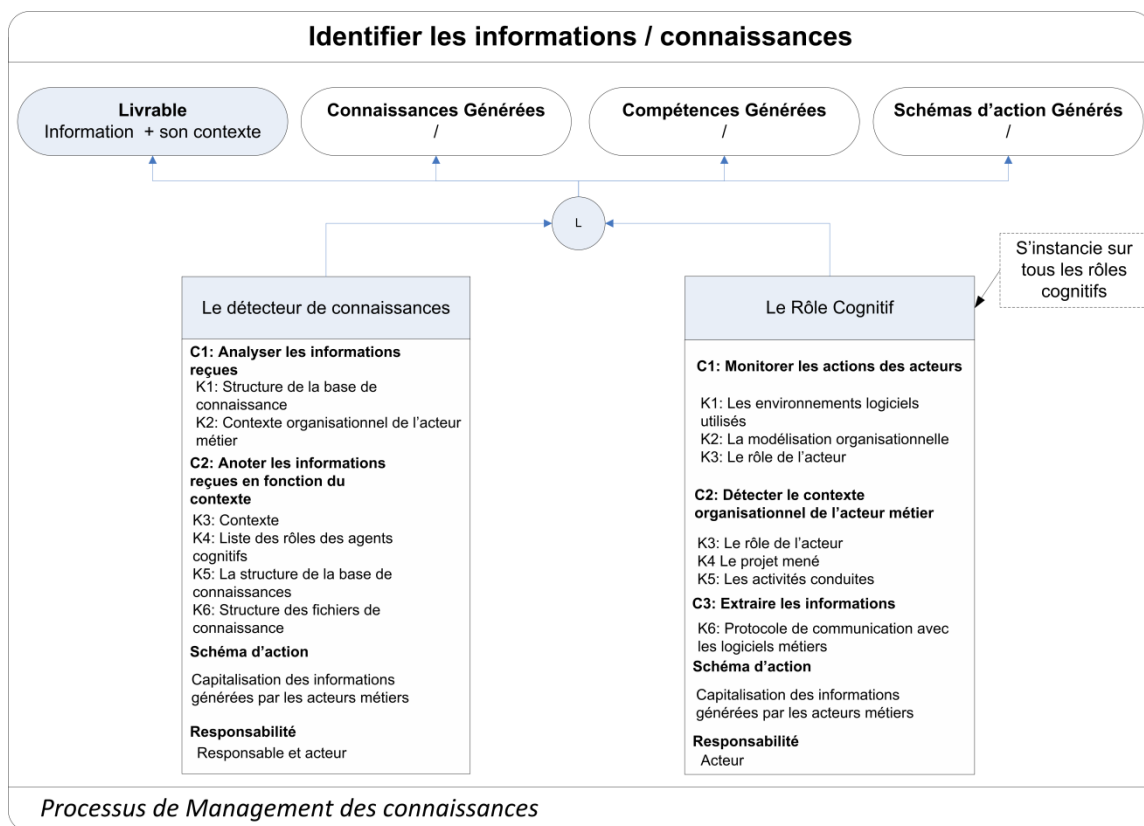 Identifier les informations / connaissances
Livrable
Information + son contexte
Connaissances Générées
/
Compétences Générées
/
Schémas d'action Générés
/
L
S'instancie sur
tous les rôles
cognitifs
Le détecteur de connaissances
C1: Analyser les informations
reçues
K1: Structure de la base de
connaissance
K2: Contexte organisationnel de l'acteur
métier
C2: Anoter les informations
reçues en fonction du
contexte
K3: Contexte
K4: Liste des rôles des agents
cognitifs
K5: La structure de la base de
connaissances
K6: Structure des fichiers de
connaissance
Schéma d'action
Capitalisation des informations
générées par les acteurs métiers
Responsabilité
Responsable et acteur
Le Rôle Cognitif
C1: Monitorer les actions des acteurs
K1: Les environnements logiciels
utilisés
K2: La modélisation organisationnelle
K3: Le rôle de l'acteur
C2: Détecter le contexte
organisationnel de l'acteur métier
K3: Le rôle de l'acteur
K4 Le projet mené
K5: Les activités conduites
C3: Extraire les informations
K6: Protocole de communication avec
les logiciels métiers
Schéma d'action
Capitalisation des informations
générées par les acteurs métiers
Responsabilité
Acteur
Processus de Management des connaissances